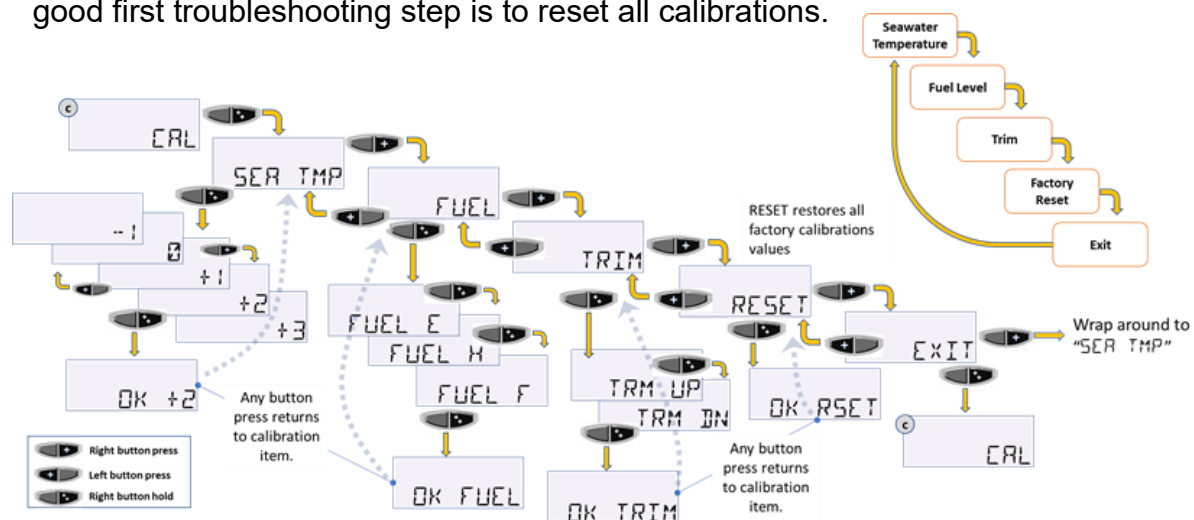 good first troubleshooting step is to reset all calibrations.
Seawater
Temperature
Fuel Level
Trim
Factory
Reset
Exit
c
CAL
SEA TMP
FUEL
TRIM
RESET
EXIT
RESET restores all
factory calibrations
values
Wrap around to
"SEA TMP"
-1
0
+1
+2
+3
OK +2
FUEL E
FUEL H
FUEL F
OK FUEL
TRM UP
TRM DN
OK TRIM
OK RSET
c
CAL
Any button
press returns
to calibration
item.
Any button
press returns
to calibration
item.
Right button press
Left button press
Right button hold